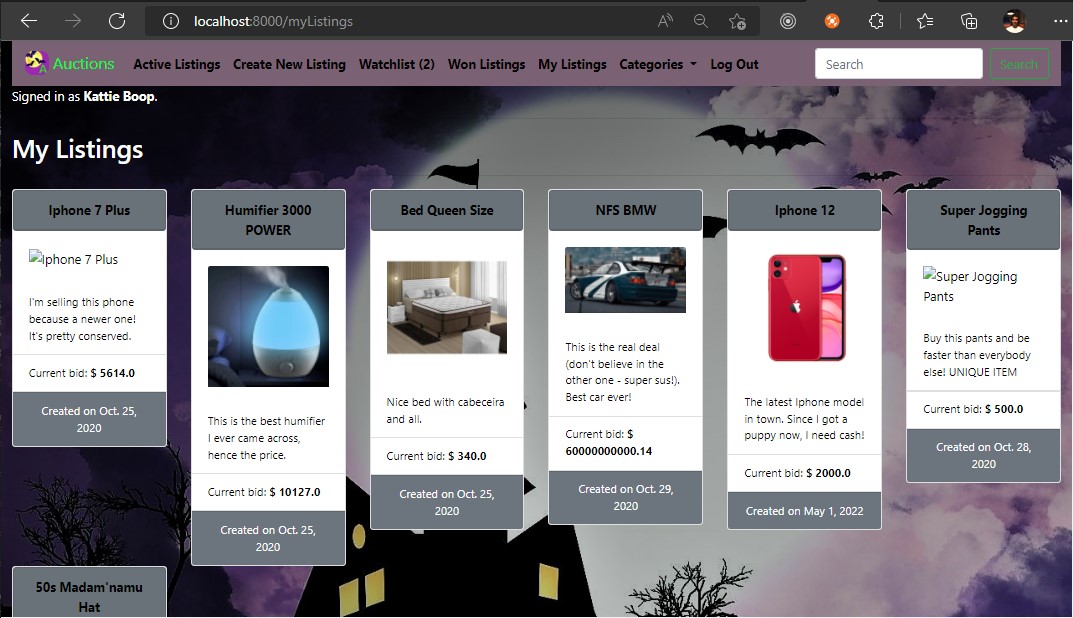 localhost:8000/myListings
Auctions Active Listings Create New Listing Watchlist (2) Won Listings My Listings Categories Log Out Search Search
Signed in as Kattie Boop.
My Listings
Iphone 7 Plus
Iphone 7 Plus
I'm selling this phone
because a newer one!
It's pretty conserved.
Current bid: $ 5614.0
Created on Oct. 25,
2020
Humifier 3000
POWER
This is the best humifier
I ever came across,
hence the price.
Current bid: $ 10127.0
Created on Oct. 25,
2020
Bed Queen Size
Nice bed with cabeceira
and all.
Current bid: $ 340.0
Created on Oct. 25,
2020
NFS BMW
This is the real deal
(don't believe in the
other one - super sus!).
Best car ever!
Current bid: $
60000000000.14
Created on Oct. 29,
2020
Iphone 12
The latest Iphone model
in town. Since I got a
puppy now, I need cash!
Current bid: $ 2000.0
Created on May 1, 2022
Super Jogging
Pants
Super Jogging
Pants
Buy this pants and be
faster than everybody
else! UNIQUE ITEM
Current bid: $ 500.0
Created on Oct. 28,
2020
50s Madam'namu
Hat